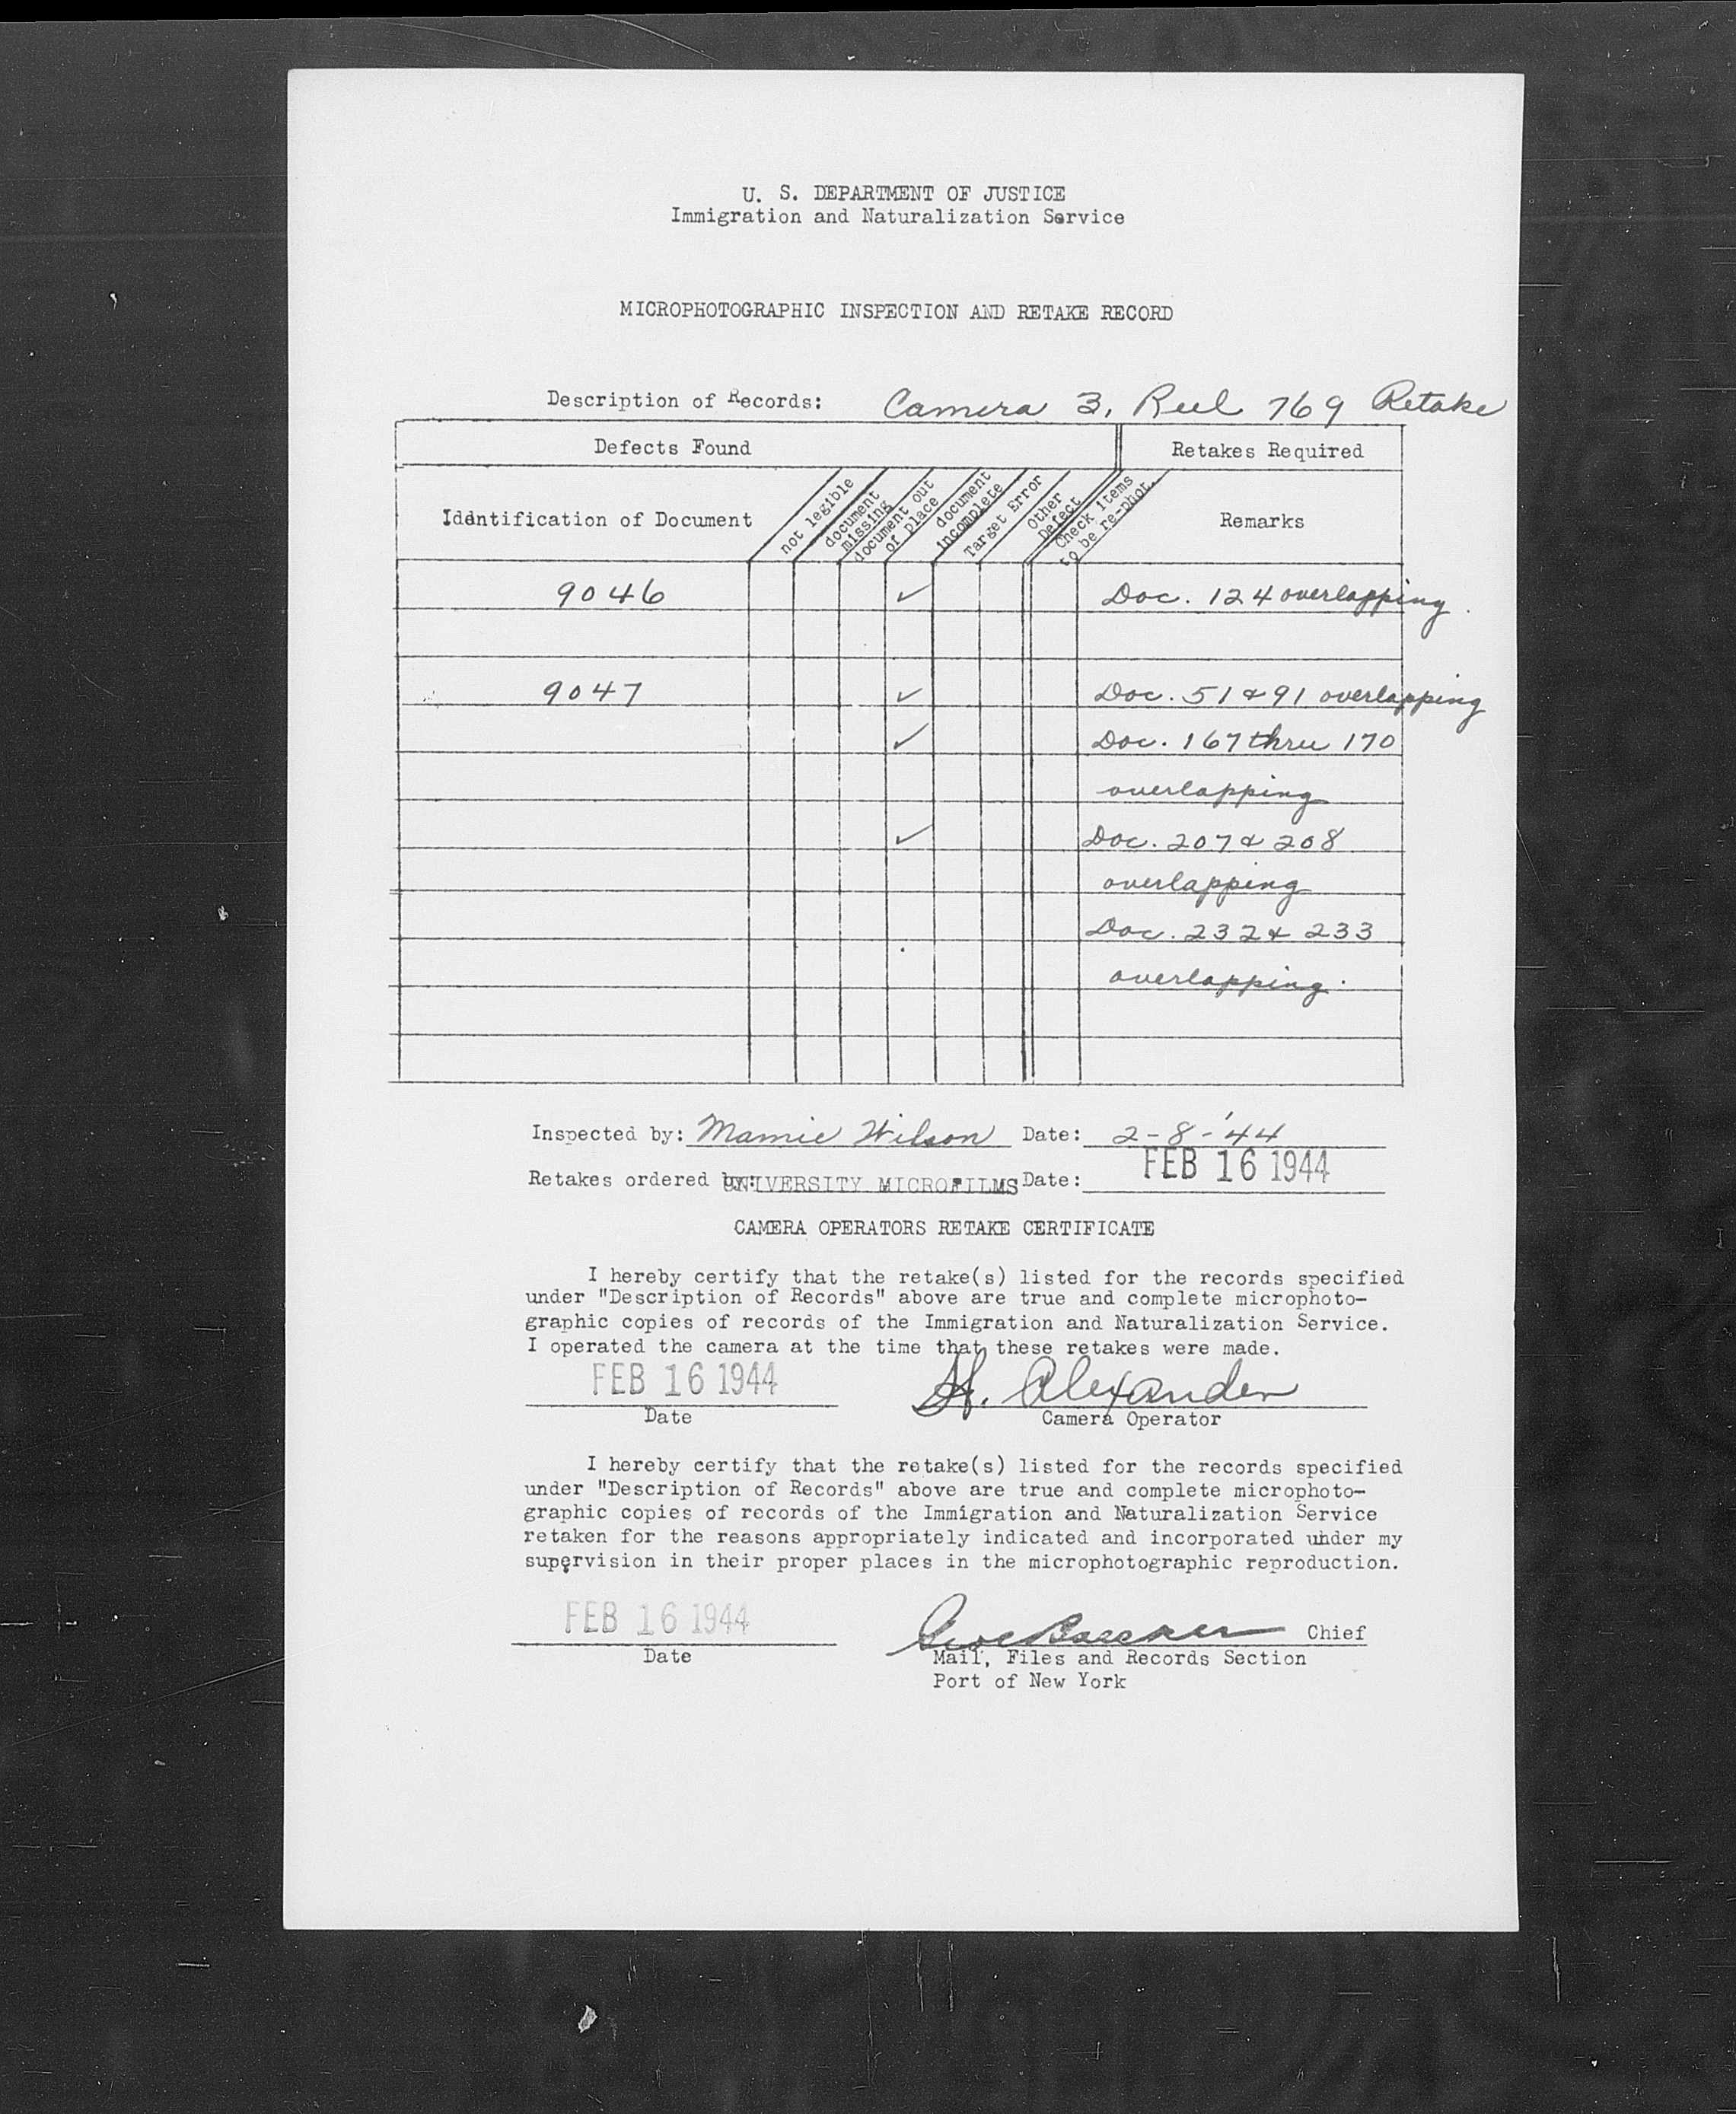 U. S. DEPARTMENT OF JUSTICE
Immigration and Naturalization Service
MICROPHOTOGRAPHIC INSPECTION AND RETAKE RECORD
Description of Records: Camera 3, Reel 769 Retake
Defects Found Retakes Required
Idantification of Document not legible document missing document out of place document incomplete Target Error Other Defect Check items to be re-phot. Remarks
9046 ✓ Doc. 124 overlapping.
9047 ✓ Doc. 51 & 91 overlapping
✓ Doc. 167 thru 170
overlapping
✓ Doc. 207 & 208
overlapping
Doc. 232 & 233
overlapping.
Inspected by: Mamie Wilson Date: 2-8-'44
Retakes ordered by: UNIVERSITY MICROFILMS Date: FEB 16 1944
CAMERA OPERATORS RETAKE CERTIFICATE
I hereby certify that the retake(s) listed for the records specified
under "Description of Records" above are true and complete microphoto-
graphic copies of records of the Immigration and Naturalization Service.
I operated the camera at the time that these retakes were made.
FEB 16 1944 H. Alexander
Date Camera Operator
I hereby certify that the retake(s) listed for the records specified
under "Description of Records" above are true and complete microphoto-
graphic copies of records of the Immigration and Naturalization Service
retaken for the reasons appropriately indicated and incorporated under my
supervision in their proper places in the microphotographic reproduction.
FEB 16 1944 Chief
Date Mail, Files and Records Section
Port of New York